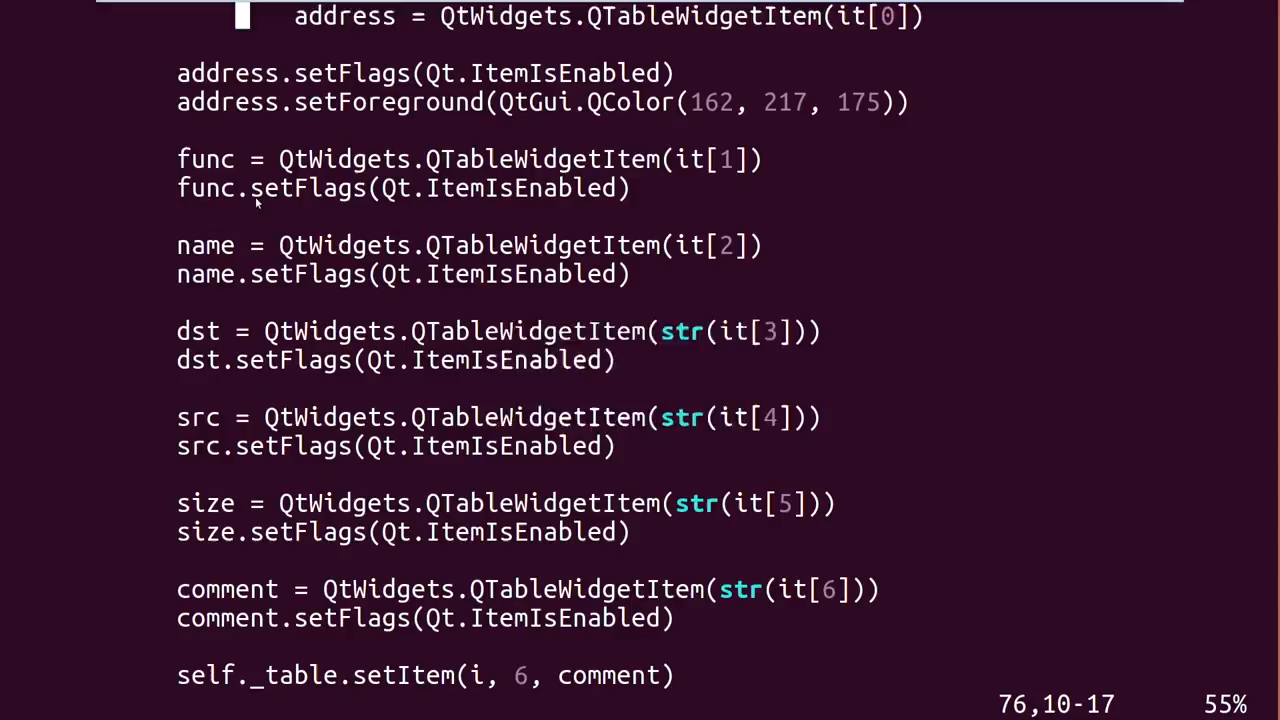 address = QtWidgets.QTableWidgetItem(it[0])
address.setFlags(Qt.ItemIsEnabled)
address.setForeground(QtGui.QColor(162, 217, 175))
func = QtWidgets.QTableWidgetItem(it[1])
func.setFlags(Qt.ItemIsEnabled)
name = QtWidgets.QTableWidgetItem(it[2])
name.setFlags(Qt.ItemIsEnabled)
dst = QtWidgets.QTableWidgetItem(str(it[3]))
dst.setFlags(Qt.ItemIsEnabled)
src = QtWidgets.QTableWidgetItem(str(it[4]))
src.setFlags(Qt.ItemIsEnabled)
size = QtWidgets.QTableWidgetItem(str(it[5]))
size.setFlags(Qt.ItemIsEnabled)
comment = QtWidgets.QTableWidgetItem(str(it[6]))
comment.setFlags(Qt.ItemIsEnabled)
self._table.setItem(i, 6, comment)
76,10-17 55%